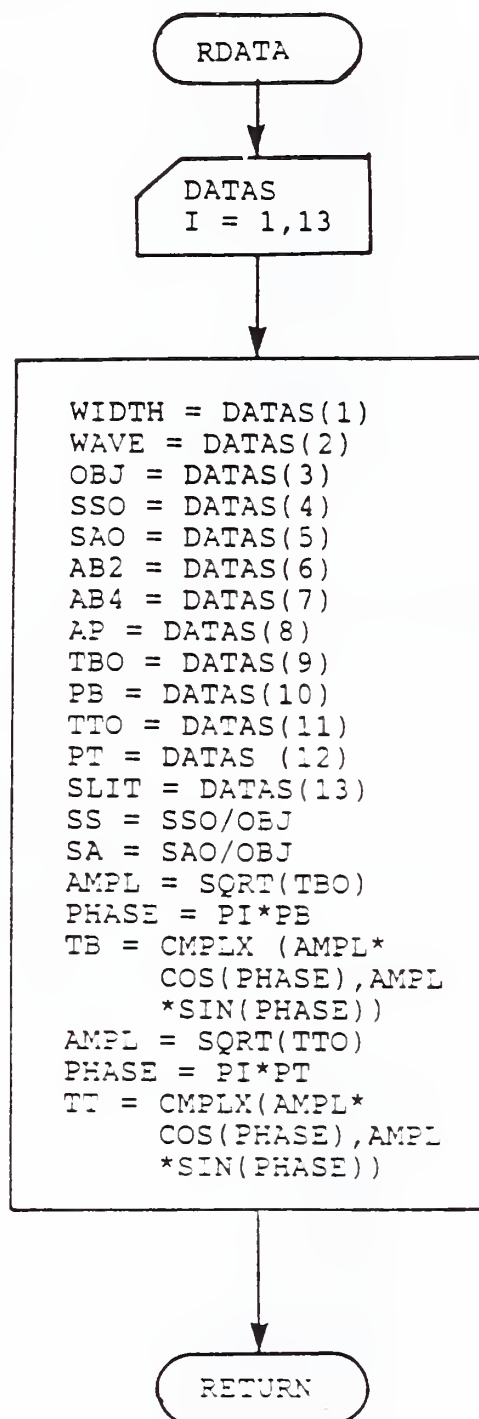 RDATA
DATAS
I = 1,13
WIDTH = DATAS(1)
WAVE = DATAS(2)
OBJ = DATAS(3)
SSO = DATAS(4)
SAO = DATAS(5)
AB2 = DATAS(6)
AB4 = DATAS(7)
AP = DATAS(8)
TBO = DATAS(9)
PB = DATAS(10)
TTO = DATAS(11)
PT = DATAS (12)
SLIT = DATAS(13)
SS = SSO/OBJ
SA = SAO/OBJ
AMPL = SQRT(TBO)
PHASE = PI*PB
TB = CMPLX (AMPL*
COS(PHASE),AMPL
*SIN(PHASE))
AMPL = SQRT(TTO)
PHASE = PI*PT
TT = CMPLX(AMPL*
COS(PHASE),AMPL
*SIN(PHASE))
RETURN